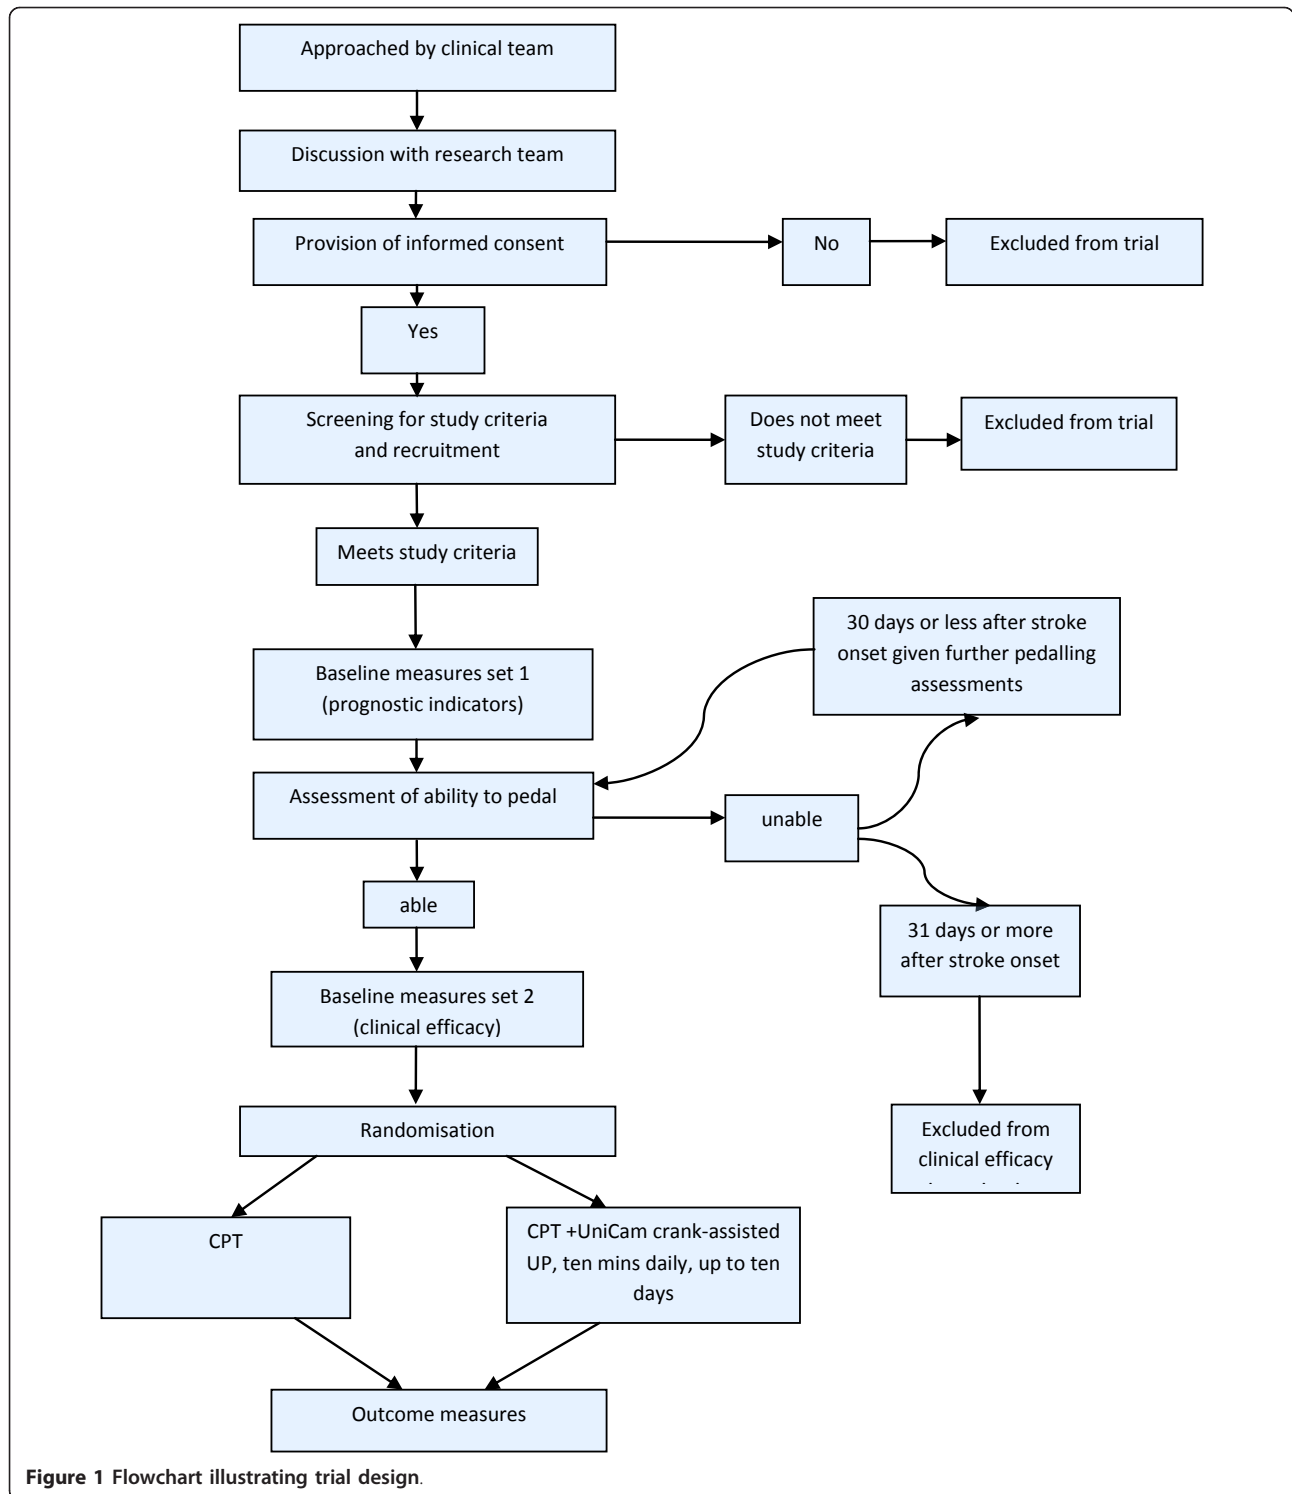 Approached by clinical team
Discussion with research team
Provision of informed consent
No
Excluded from trial
Yes
Screening for study criteria
and recruitment
Does not meet
study criteria
Excluded from trial
Meets study criteria
30 days or less after stroke
onset given further pedalling
assessments
Baseline measures set 1
(prognostic indicators)
Assessment of ability to pedal
unable
able
31 days or more
after stroke onset
Baseline measures set 2
(clinical efficacy)
Randomisation
Excluded from
clinical efficacy
CPT
CPT +UniCam crank-assisted
UP, ten mins daily, up to ten
days
Outcome measures
Figure 1 Flowchart illustrating trial design.